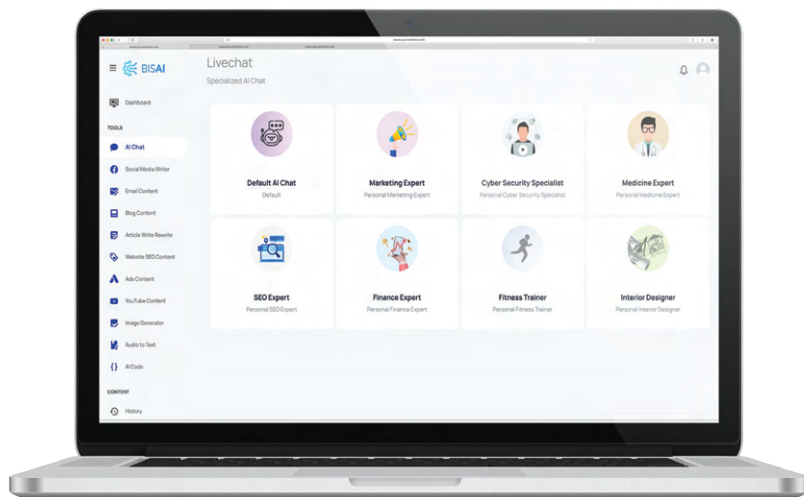 www.yourwebsite.com
BISAI
Livechat
Specialized AI Chat
Dashboard
TOOLS
AI Chat
Social Media Writer
Email Content
Blog Content
Article Write Rewrite
Website SEO Content
Ads Content
YouTube Content
Image Generator
Audio to Text
AI Code
CONTENT
History
Default AI Chat
Default
Marketing Expert
Personal Marketing Expert
Cyber Security Specialist
Personal Cyber Security Specialist
Medicine Expert
Personal Medicine Expert
SEO Expert
Personal SEO Expert
Finance Expert
Personal Finance Expert
Fitness Trainer
Personal Fitness Trainer
Interior Designer
Personal Interior Designer